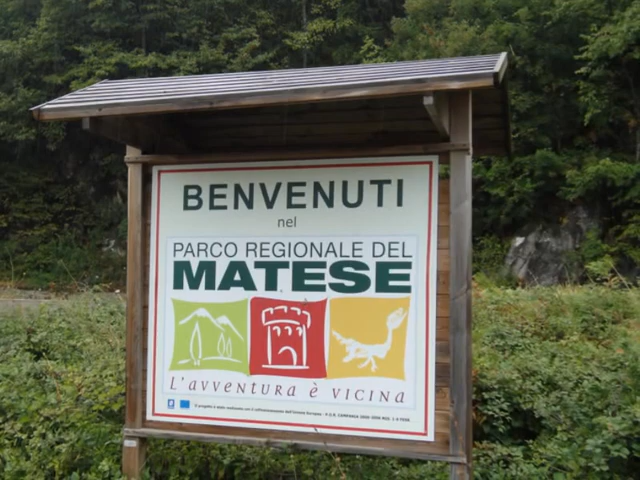 BENVENUTI
nel
PARCO REGIONALE DEL
MATESE
L'AVVENTURA È VICINA